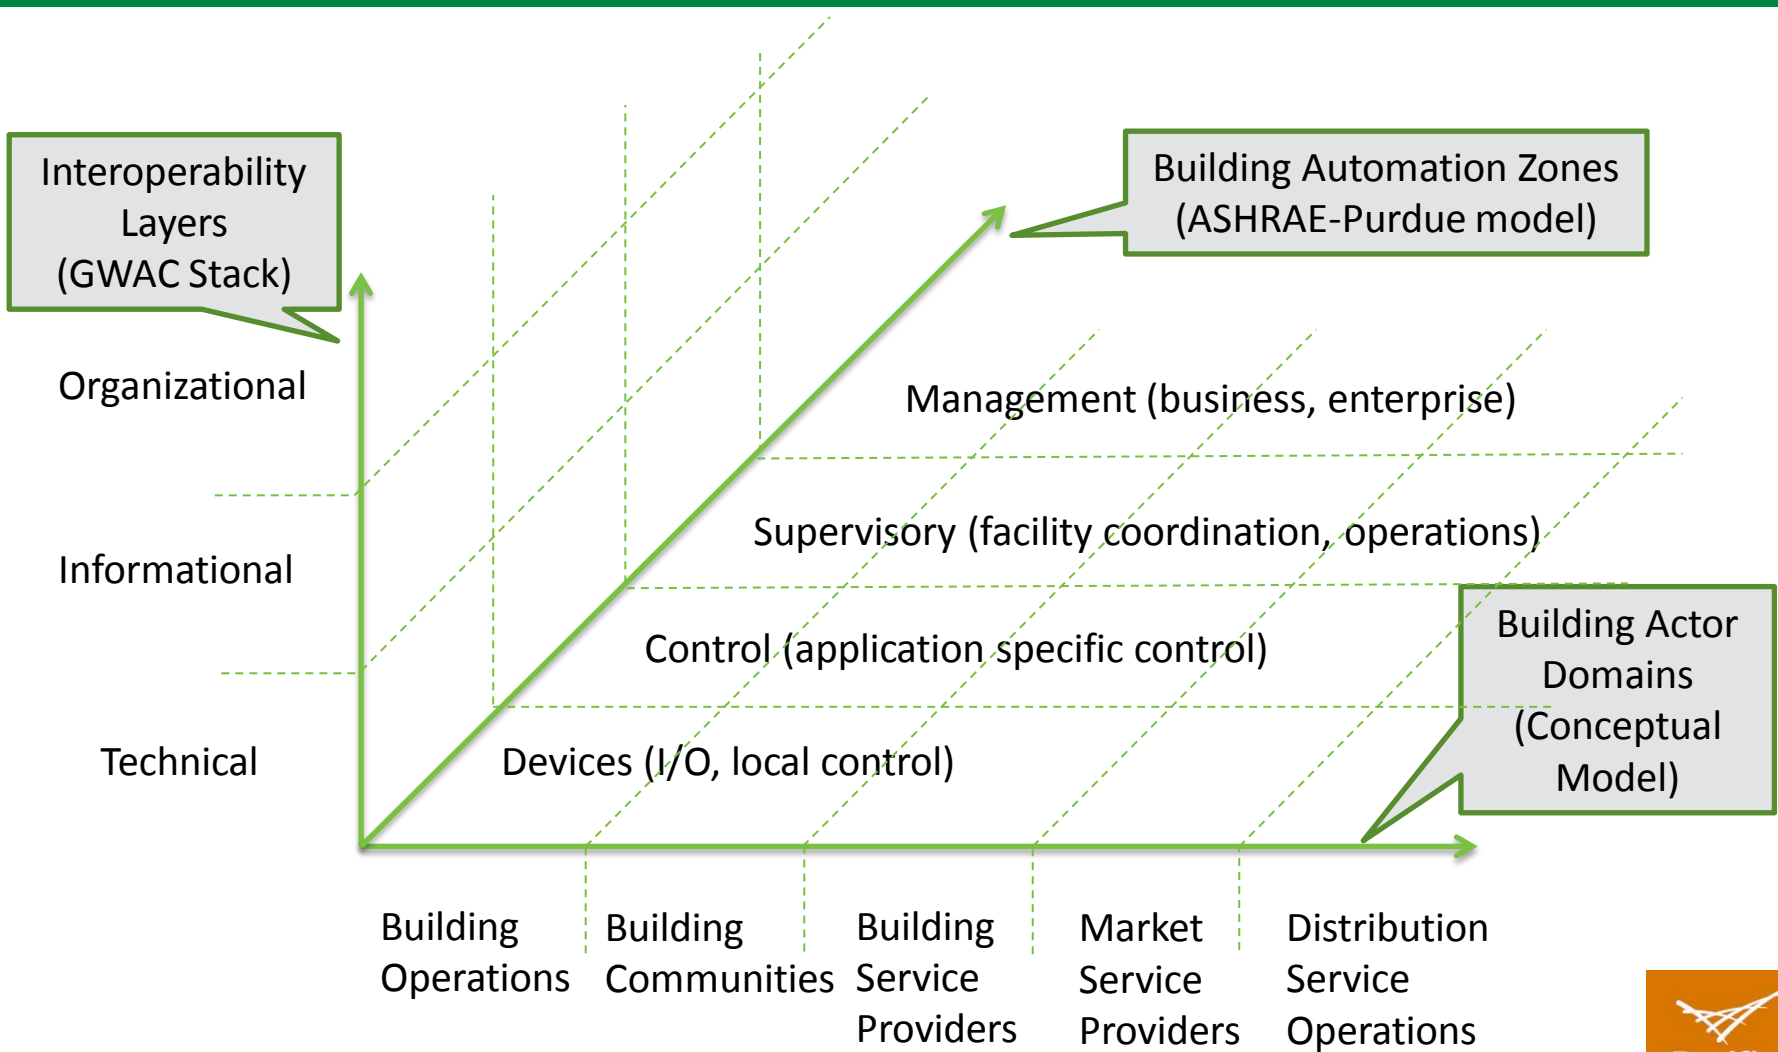 Interoperability
Layers
(GWAC Stack)
Building Automation Zones
(ASHRAE-Purdue model)
Organizational
Management (business, enterprise)
Supervisory (facility coordination, operations)
Informational
Control (application specific control)
Building Actor
Domains
(Conceptual
Model)
Technical
Devices (I/O, local control)
Building
Operations
Building
Communities
Building
Service
Providers
Market
Service
Providers
Distribution
Service
Operations